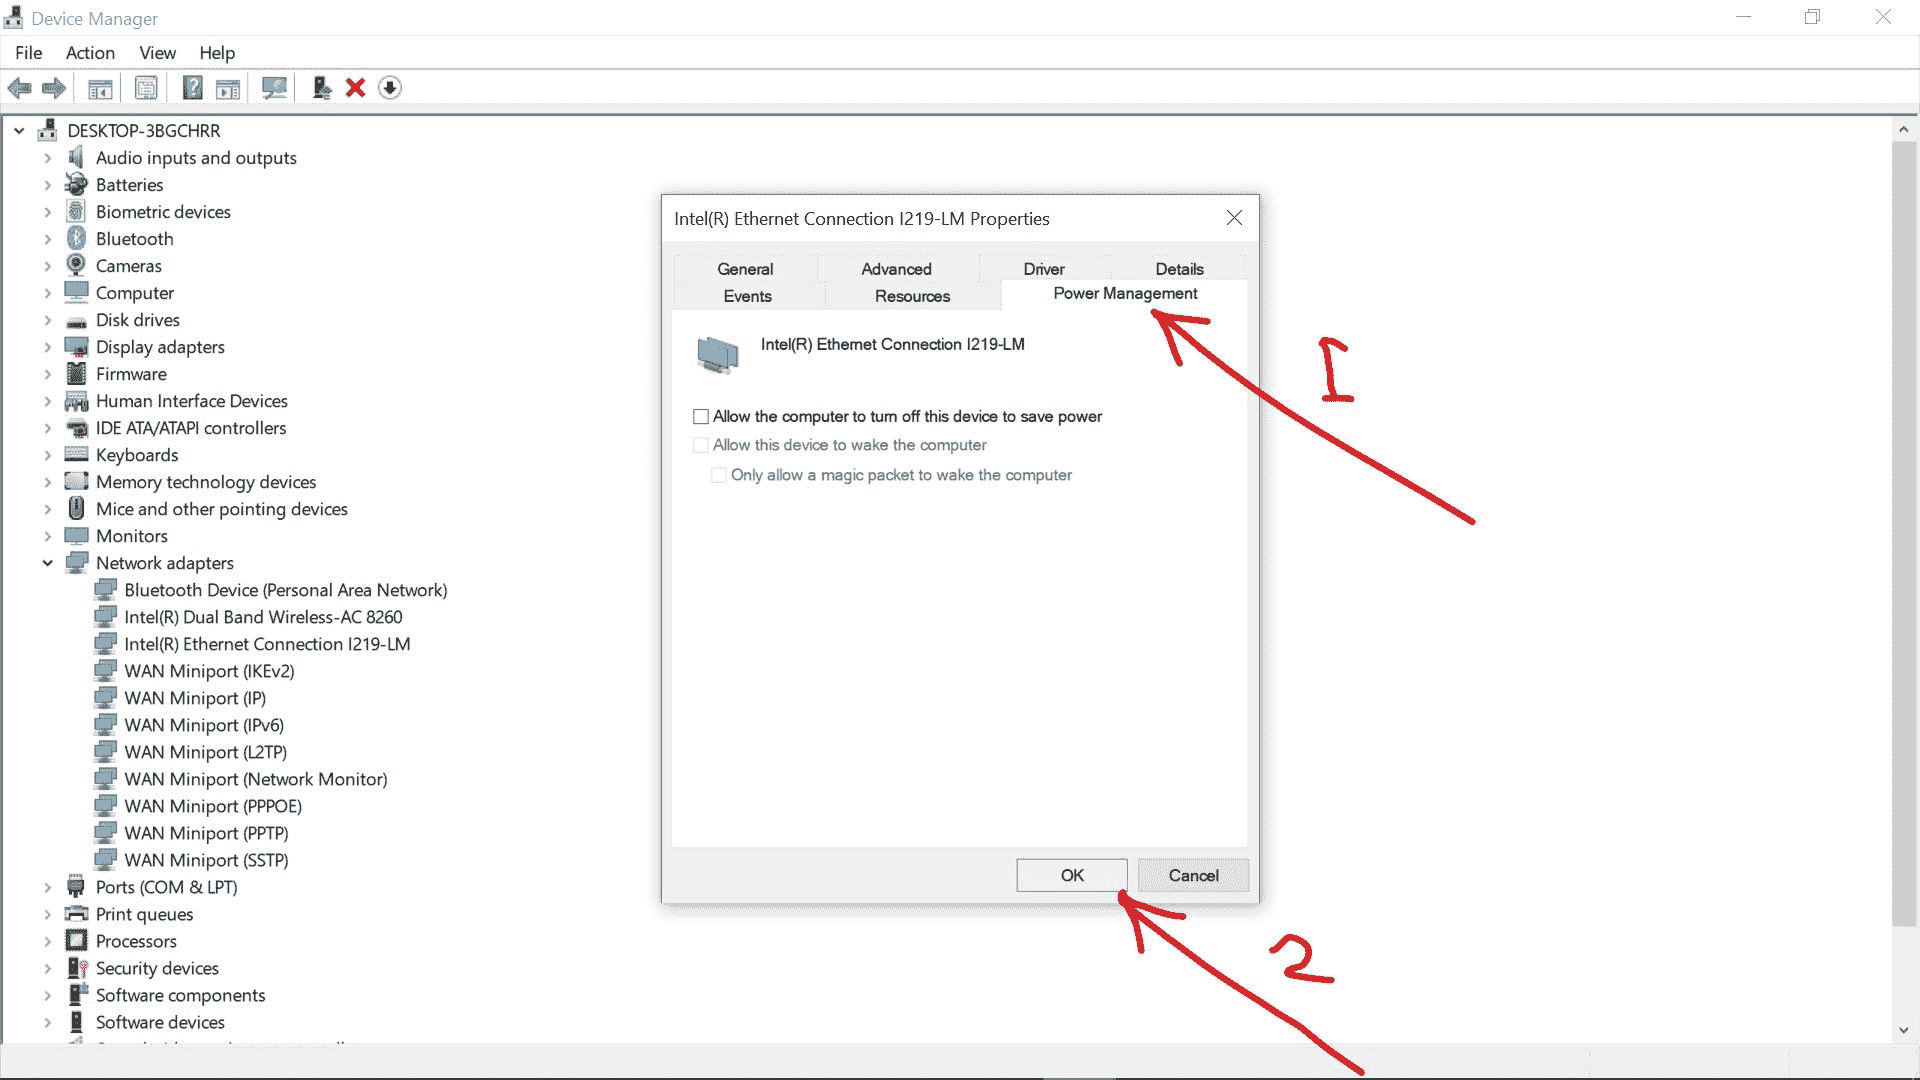 Device Manager
File Action View Help
DESKTOP-3BGCHRR
Audio inputs and outputs
Batteries
Biometric devices
Bluetooth
Cameras
Computer
Disk drives
Display adapters
Firmware
Human Interface Devices
IDE ATA/ATAPI controllers
Keyboards
Memory technology devices
Mice and other pointing devices
Monitors
Network adapters
Bluetooth Device (Personal Area Network)
Intel(R) Dual Band Wireless-AC 8260
Intel(R) Ethernet Connection I219-LM
WAN Miniport (IKEv2)
WAN Miniport (IP)
WAN Miniport (IPv6)
WAN Miniport (L2TP)
WAN Miniport (Network Monitor)
WAN Miniport (PPPOE)
WAN Miniport (PPTP)
WAN Miniport (SSTP)
Ports (COM & LPT)
Print queues
Processors
Security devices
Software components
Software devices
Intel(R) Ethernet Connection I219-LM Properties
General Advanced Driver Details
Events Resources Power Management
Intel(R) Ethernet Connection I219-LM
Allow the computer to turn off this device to save power
Allow this device to wake the computer
Only allow a magic packet to wake the computer
OK Cancel
1
2